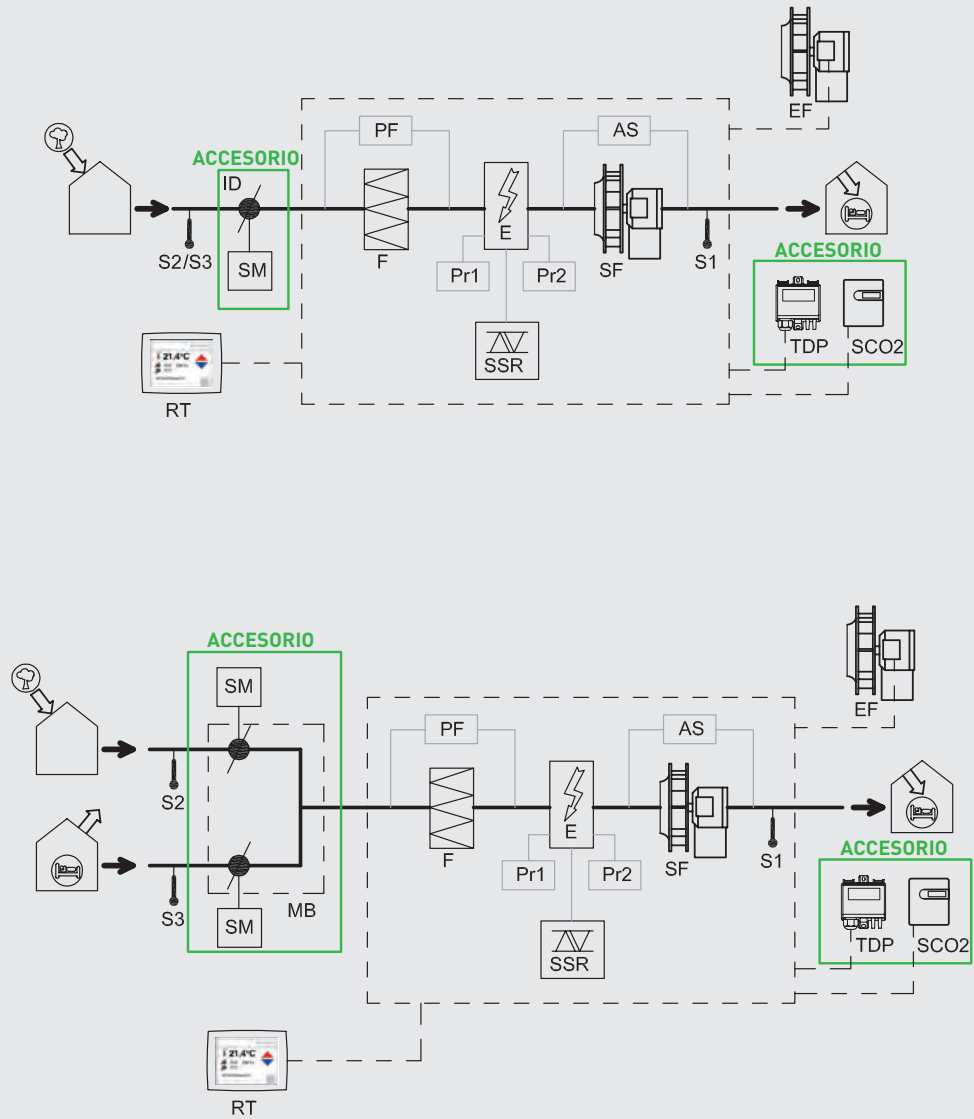 EF
PF
AS
ACCESORIO
ID
E
S2/S3
SM
F
Pr1
Pr2
SF
S1
ACCESORIO
SSR
TDP
SCO2
21,4°C
RT
ACCESORIO
SM
EF
PF
AS
S2
E
F
SF
S1
ACCESORIO
Pr1
Pr2
S3
SM
MB
SSR
TDP
SCO2
21,4°C
RT